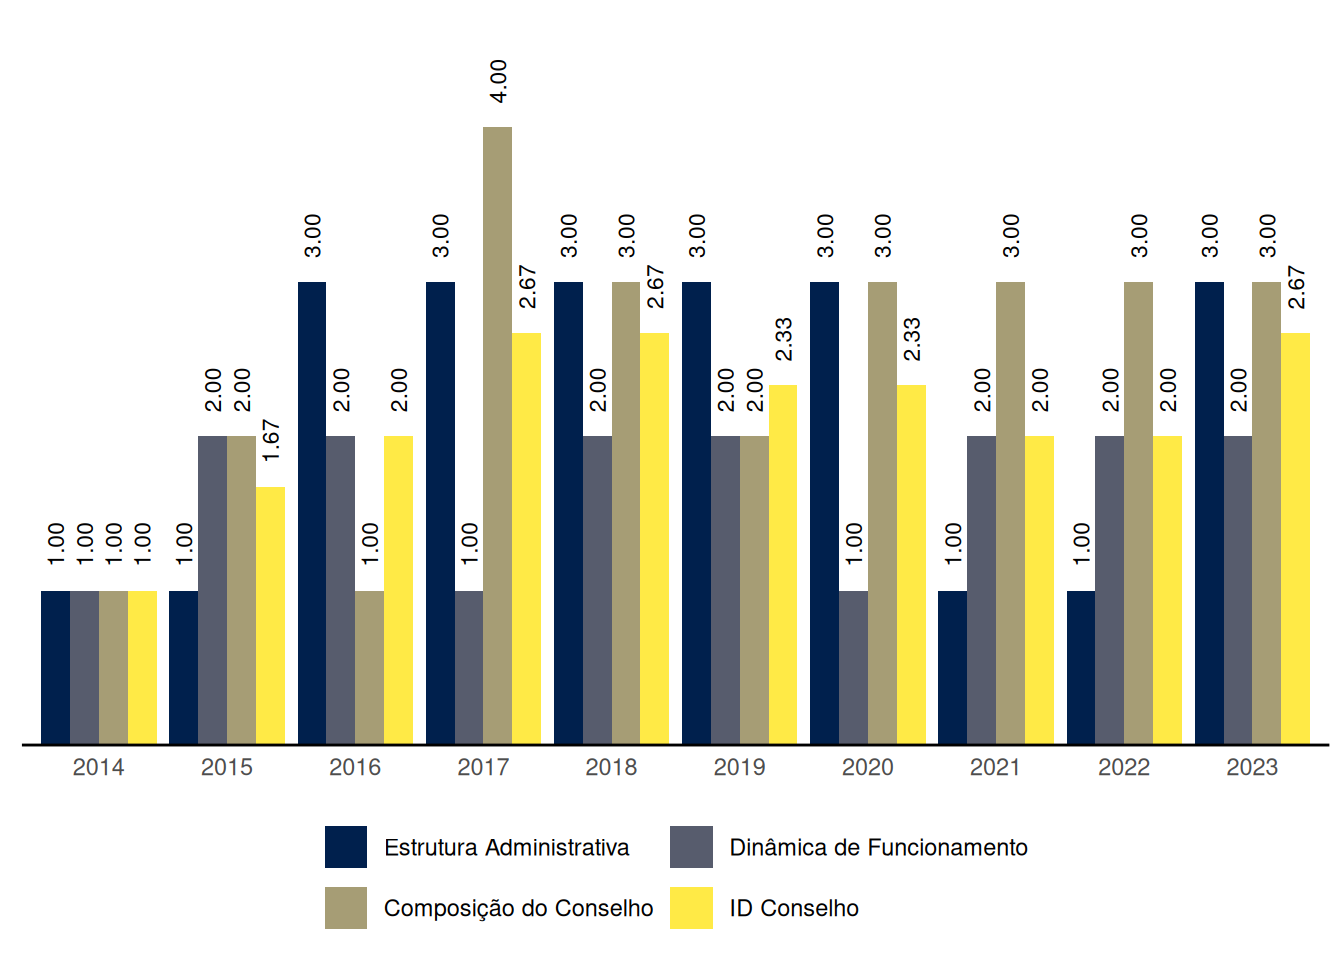 4.00
3.00 3.00 3.00 3.00 3.00 3.00 3.00 3.00 3.00 3.00
2.67 2.67 2.67
2.33 2.33
2.00 2.00 2.00 2.00 2.00 2.00 2.00 2.00 2.00 2.00 2.00 2.00
1.67
1.00 1.00 1.00 1.00 1.00 1.00 1.00 1.00 1.00 1.00
2014 2015 2016 2017 2018 2019 2020 2021 2022 2023
Estrutura Administrativa Dinâmica de Funcionamento
Composição do Conselho ID Conselho